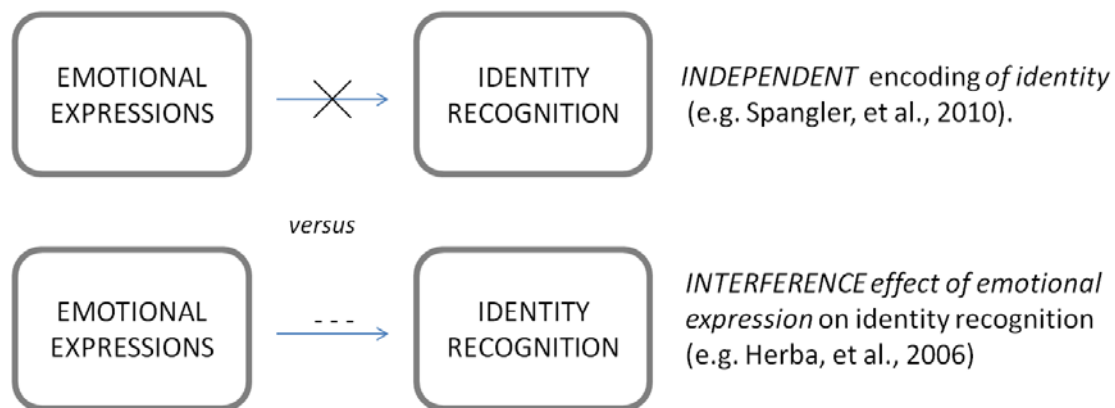 EMOTIONAL
EXPRESSIONS
IDENTITY
RECOGNITION
INDEPENDENT encoding of identity
(e.g. Spangler, et al., 2010).
versus
EMOTIONAL
EXPRESSIONS
- - -
IDENTITY
RECOGNITION
INTERFERENCE effect of emotional
expression on identity recognition
(e.g. Herba, et al., 2006)